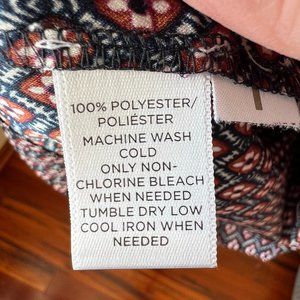 100% POLYESTER/
POLIÉSTER
MACHINE WASH
COLD
ONLY NON-
CHLORINE BLEACH
WHEN NEEDED
TUMBLE DRY LOW
COOL IRON WHEN
NEEDED